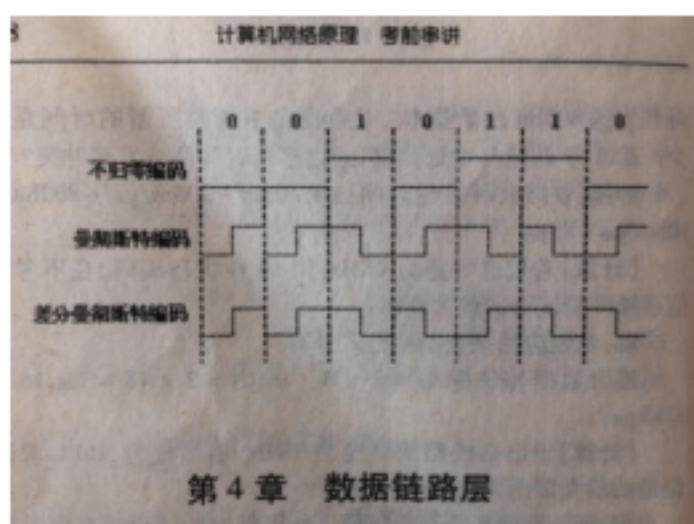 8
计算机网络原理 考前串讲
0 0 1 0 1 1 0
不归零编码
曼彻斯特编码
差分曼彻斯特编码
第4章 数据链路层